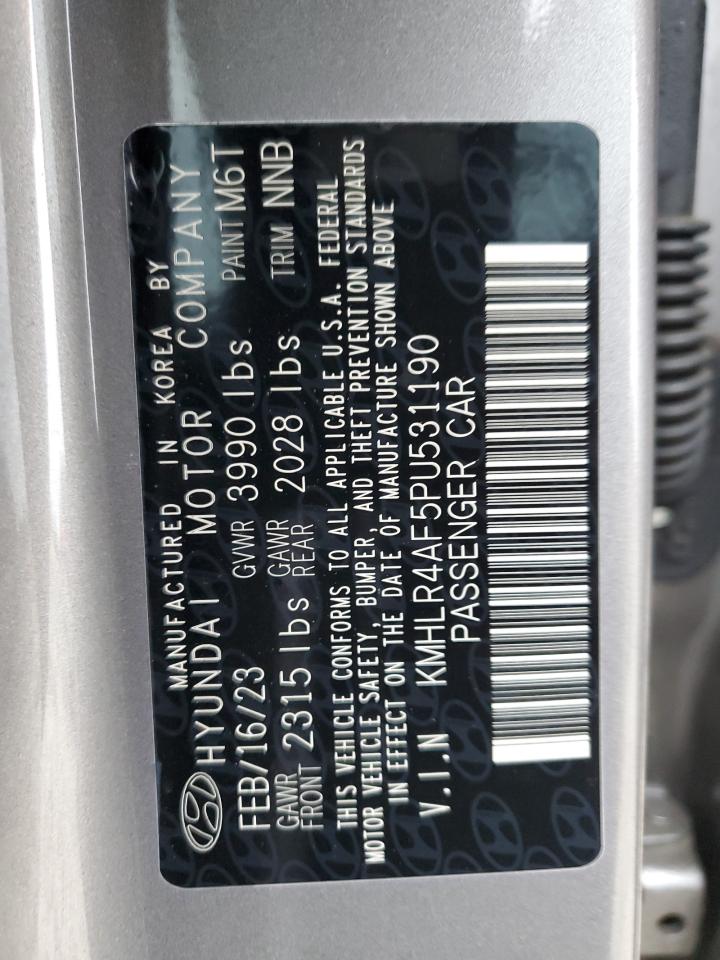 MANUFACTURED IN KOREA BY
HYUNDAI MOTOR COMPANY
FEB/16/23 GVWR 3990 lbs PAINT M6T
GAWR FRONT 2315 lbs GAWR REAR 2028 lbs TRIM NNB
THIS VEHICLE CONFORMS TO ALL APPLICABLE U.S.A. FEDERAL
MOTOR VEHICLE SAFETY, BUMPER, AND THEFT PREVENTION STANDARDS
IN EFFECT ON THE DATE OF MANUFACTURE SHOWN ABOVE
V.I.N KMHLR4AF5PU531190
PASSENGER CAR